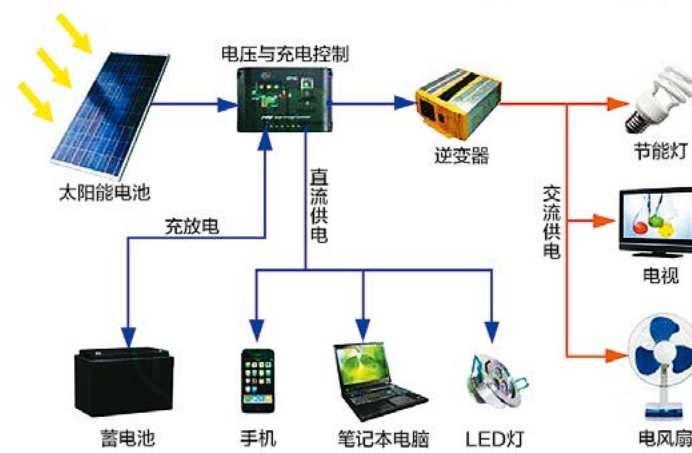 电压与充电控制
太阳能电池
逆变器
节能灯
充放电
直流供电
交流供电
电视
蓄电池
手机
笔记本电脑
LED灯
电风扇